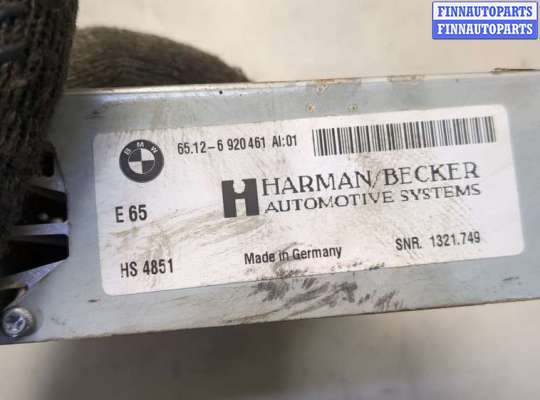 FINNAUTOPARTS
FINNAUTOPARTS
BMW
65.12-6 920 461 AI:01
HARMAN/BECKER
AUTOMOTIVE SYSTEMS
E 65
HS 4851
Made in Germany
SNR. 1321.749